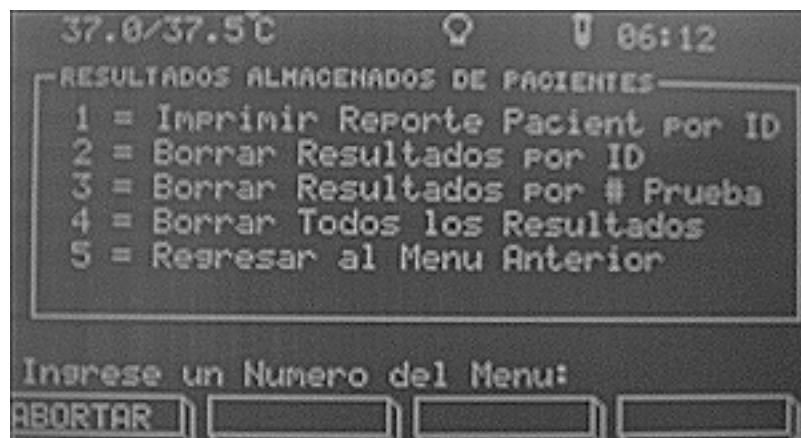 37.0/37.5°C 06:12
RESULTADOS ALMACENADOS DE PACIENTES
1 = Imprimir Reporte Pacient por ID
2 = Borrar Resultados por ID
3 = Borrar Resultados por # Prueba
4 = Borrar Todos los Resultados
5 = Regresar al Menu Anterior
Ingrese un Numero del Menu:
ABORTAR